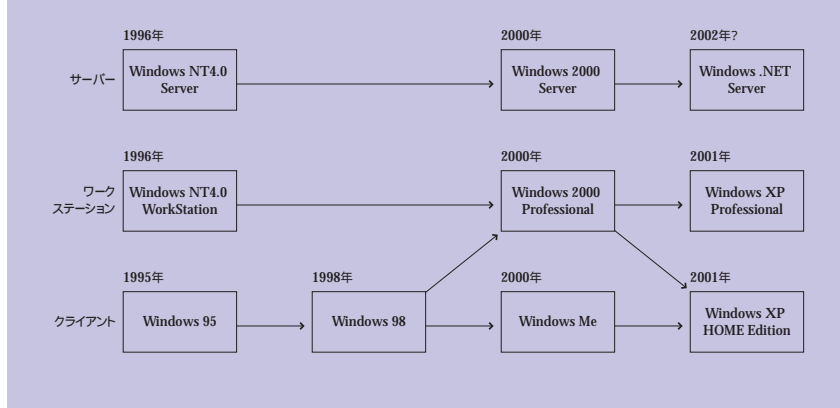 1996年
2000年
2002年?
サーバー
Windows NT4.0
Server
Windows 2000
Server
Windows .NET
Server
1996年
2000年
2001年
ワーク
ステーション
Windows NT4.0
WorkStation
Windows 2000
Professional
Windows XP
Professional
1995年
1998年
2000年
2001年
クライアント
Windows 95
Windows 98
Windows Me
Windows XP
HOME Edition